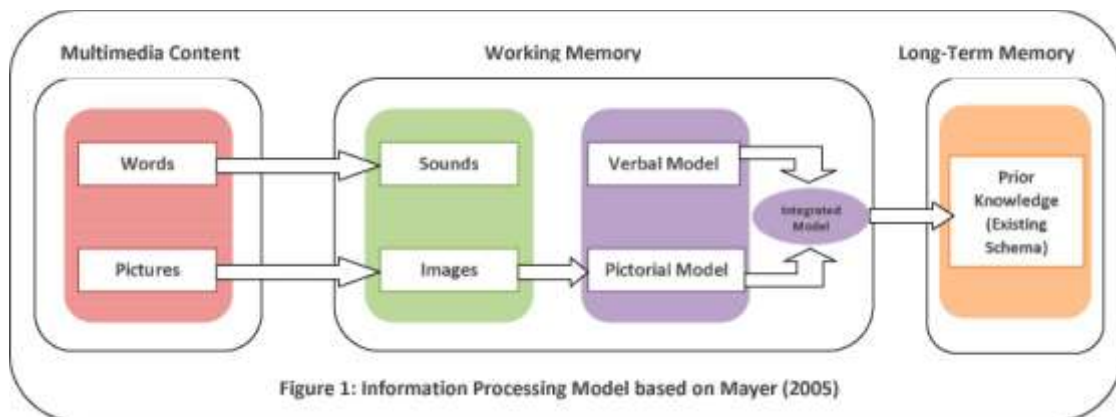 Multimedia Content
Working Memory
Long-Term Memory
Words
Sounds
Verbal Model
Integrated
Model
Prior
Knowledge
(Existing
Schema)
Pictures
Images
Pictorial Model
Figure 1: Information Processing Model based on Mayer (2005)